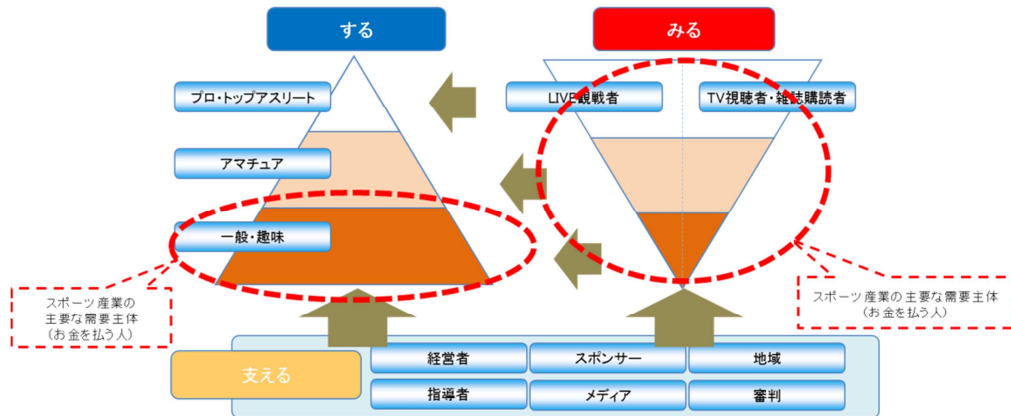 する
みる
プロ・トップアスリート
LIVE観戦者
TV視聴者・雑誌購読者
アマチュア
一般・趣味
スポーツ産業の
主要な需要主体
(お金を払う人)
スポーツ産業の主要な需要主体
(お金を払う人)
支える
経営者
スポンサー
地域
指導者
メディア
審判